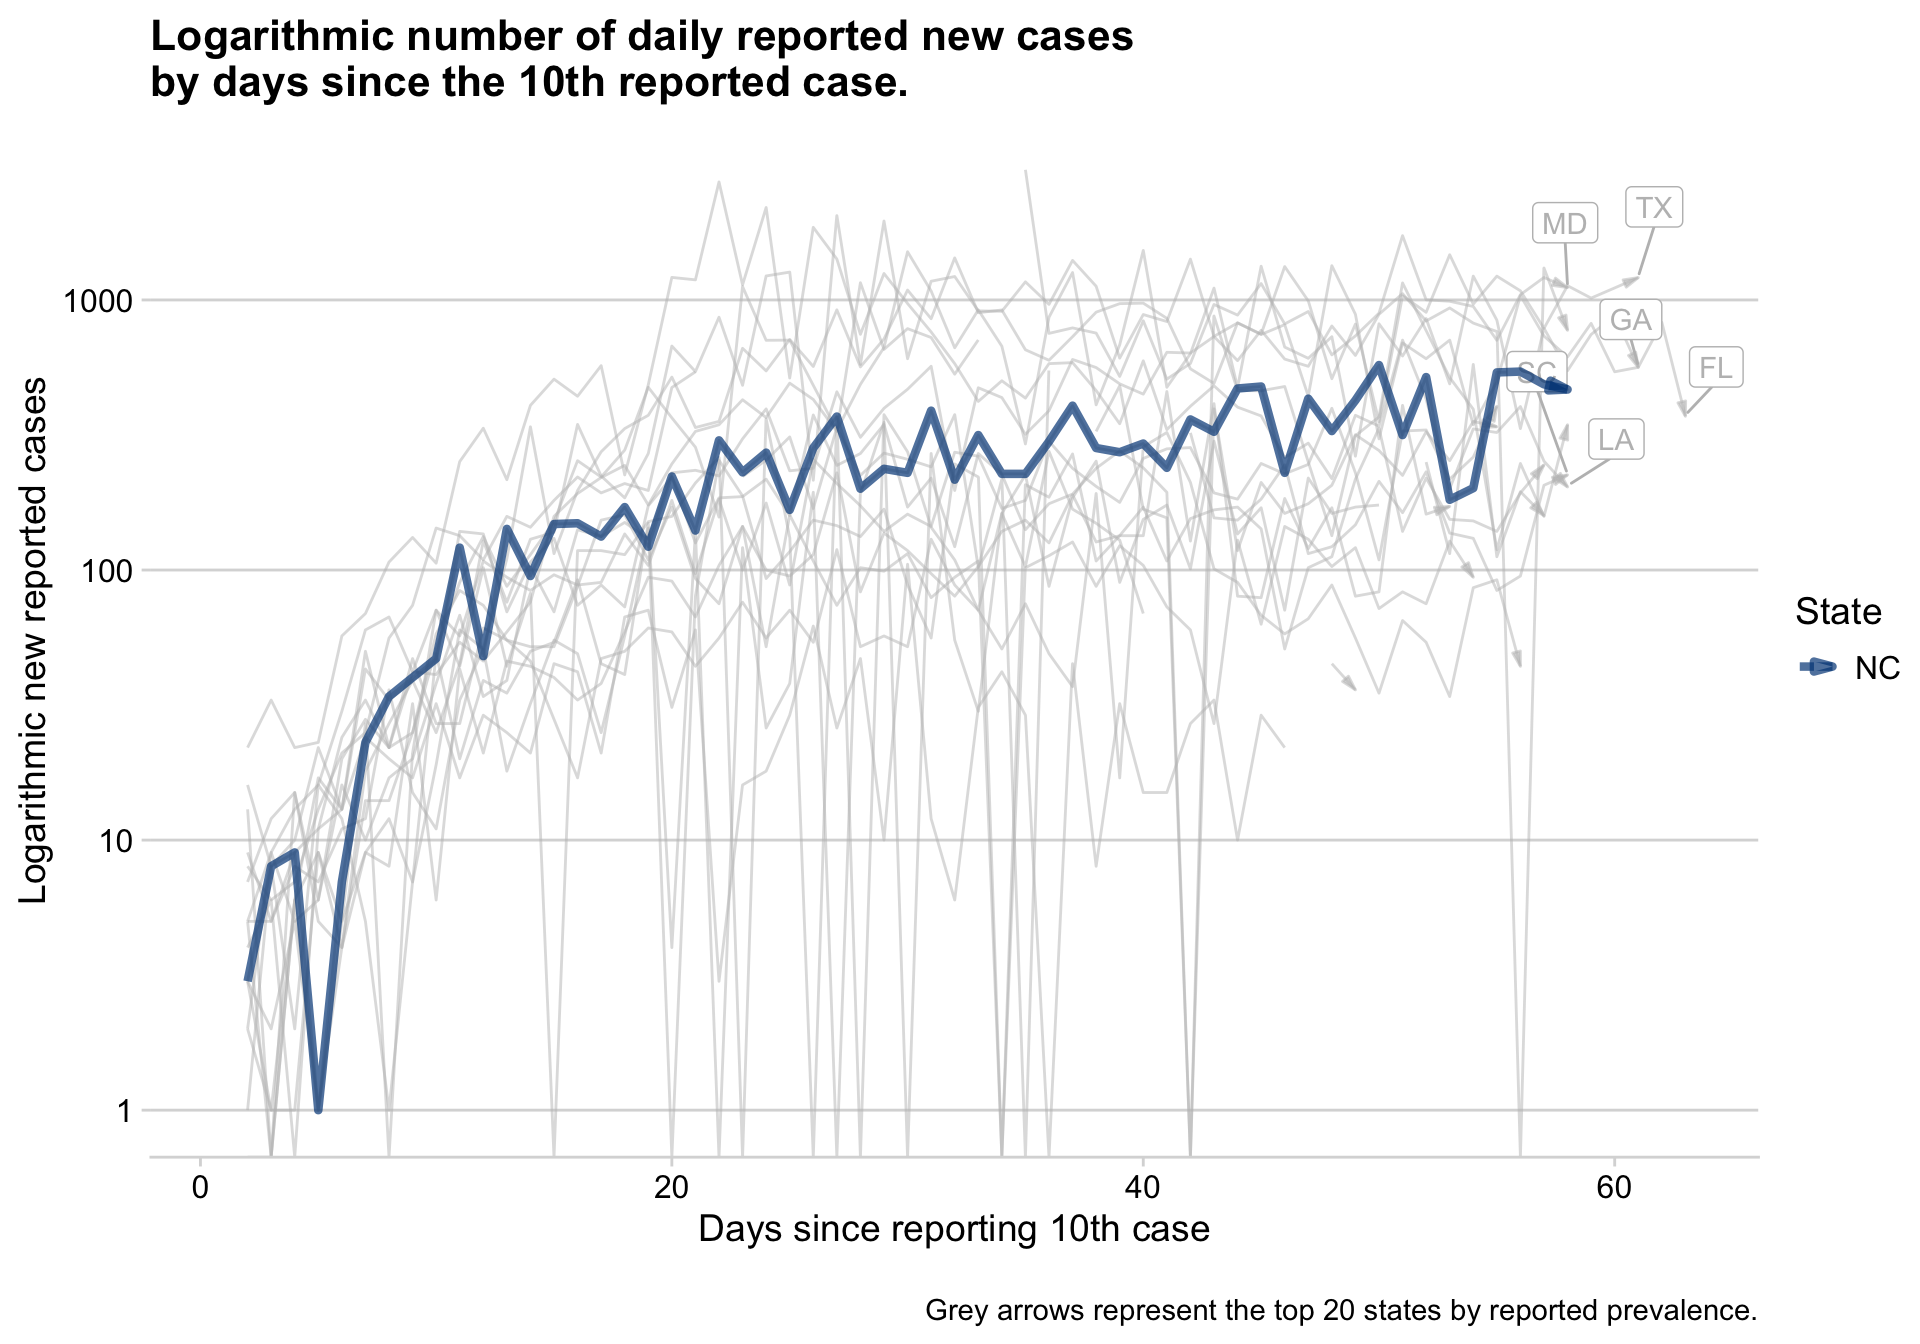 Logarithmic number of daily reported new cases
by days since the 10th reported case.
Logarithmic new reported cases
1000
100
10
1
MD
TX
GA
SC
FL
LA
State
NC
0
20
40
60
Days since reporting 10th case
Grey arrows represent the top 20 states by reported prevalence.